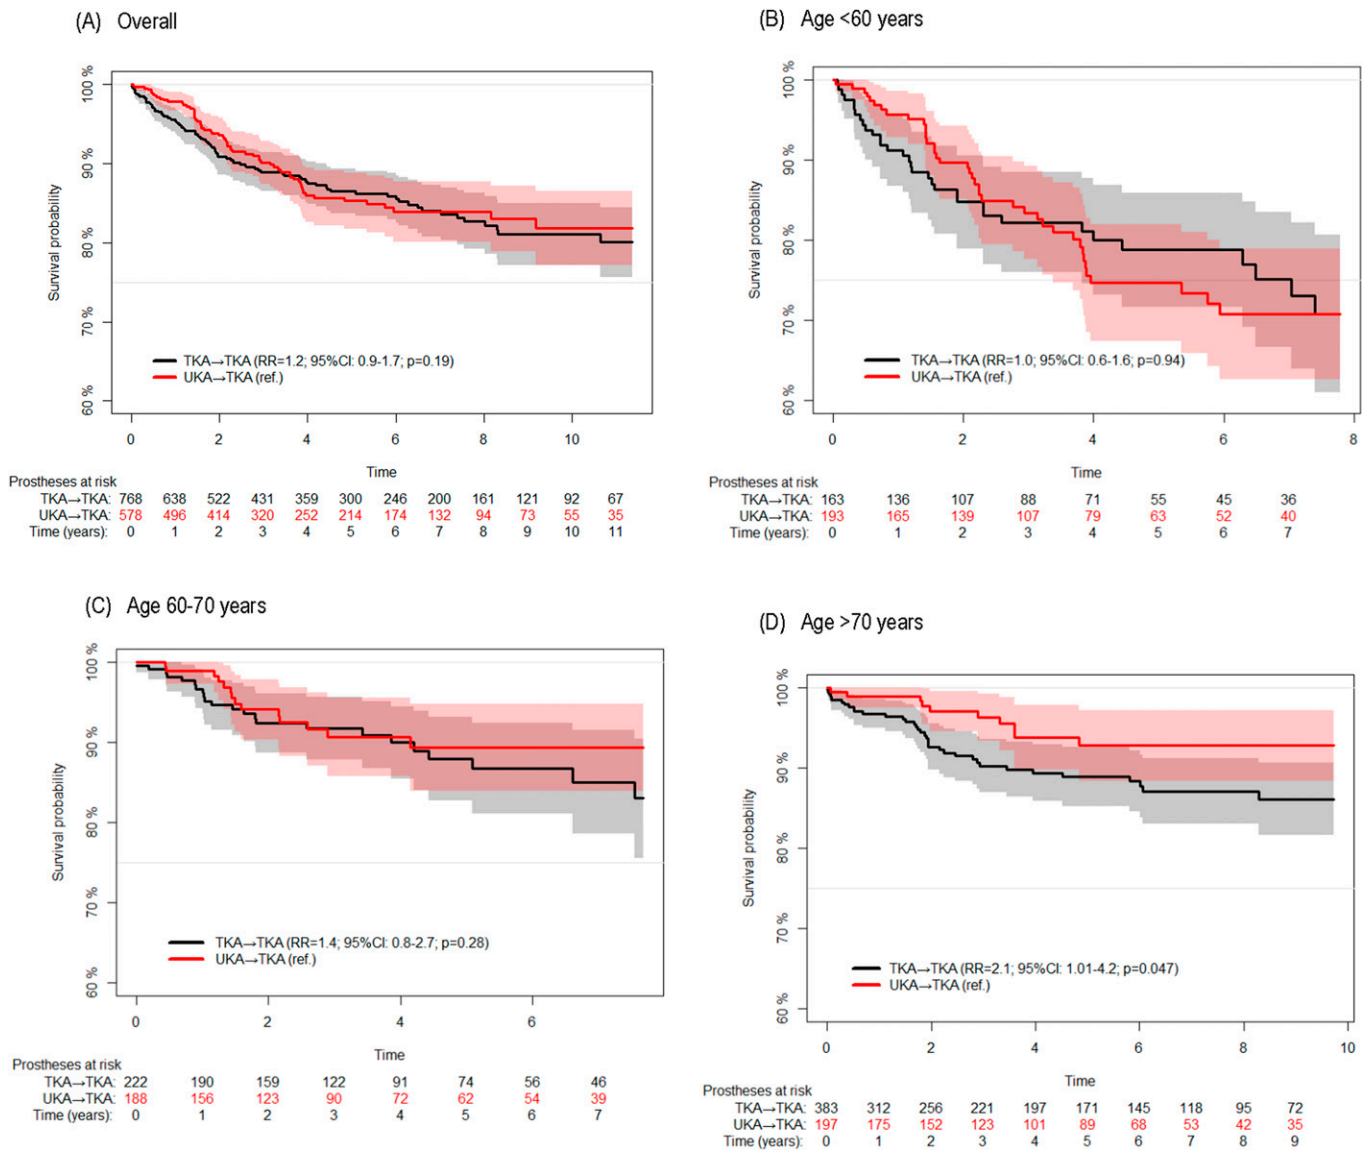 (A) Overall
100 %
90 %
80 %
70 %
60 %
Survival probability
TKA→TKA (RR=1.2; 95%CI: 0.9-1.7; p=0.19)
UKA→TKA (ref.)
0 2 4 6 8 10
Time
Prostheses at risk
TKA→TKA: 768 638 522 431 359 300 246 200 161 121 92 67
UKA→TKA: 578 496 414 320 252 214 174 132 94 73 55 35
Time (years): 0 1 2 3 4 5 6 7 8 9 10 11
(B) Age <60 years
100 %
90 %
80 %
70 %
60 %
Survival probability
TKA→TKA (RR=1.0; 95%CI: 0.6-1.6; p=0.94)
UKA→TKA (ref.)
0 2 4 6 8
Time
Prostheses at risk
TKA→TKA: 163 136 107 88 71 55 45 36
UKA→TKA: 193 165 139 107 79 63 52 40
Time (years): 0 1 2 3 4 5 6 7
(C) Age 60-70 years
100 %
90 %
80 %
70 %
60 %
Survival probability
TKA→TKA (RR=1.4; 95%CI: 0.8-2.7; p=0.28)
UKA→TKA (ref.)
0 2 4 6
Time
Prostheses at risk
TKA→TKA: 222 190 159 122 91 74 56 46
UKA→TKA: 188 156 123 90 72 62 54 39
Time (years): 0 1 2 3 4 5 6 7
(D) Age >70 years
100 %
90 %
80 %
70 %
60 %
Survival probability
TKA→TKA (RR=2.1; 95%CI: 1.01-4.2; p=0.047)
UKA→TKA (ref.)
0 2 4 6 8 10
Time
Prostheses at risk
TKA→TKA: 383 312 256 221 197 171 145 118 95 72
UKA→TKA: 197 175 152 123 101 89 68 53 42 35
Time (years): 0 1 2 3 4 5 6 7 8 9